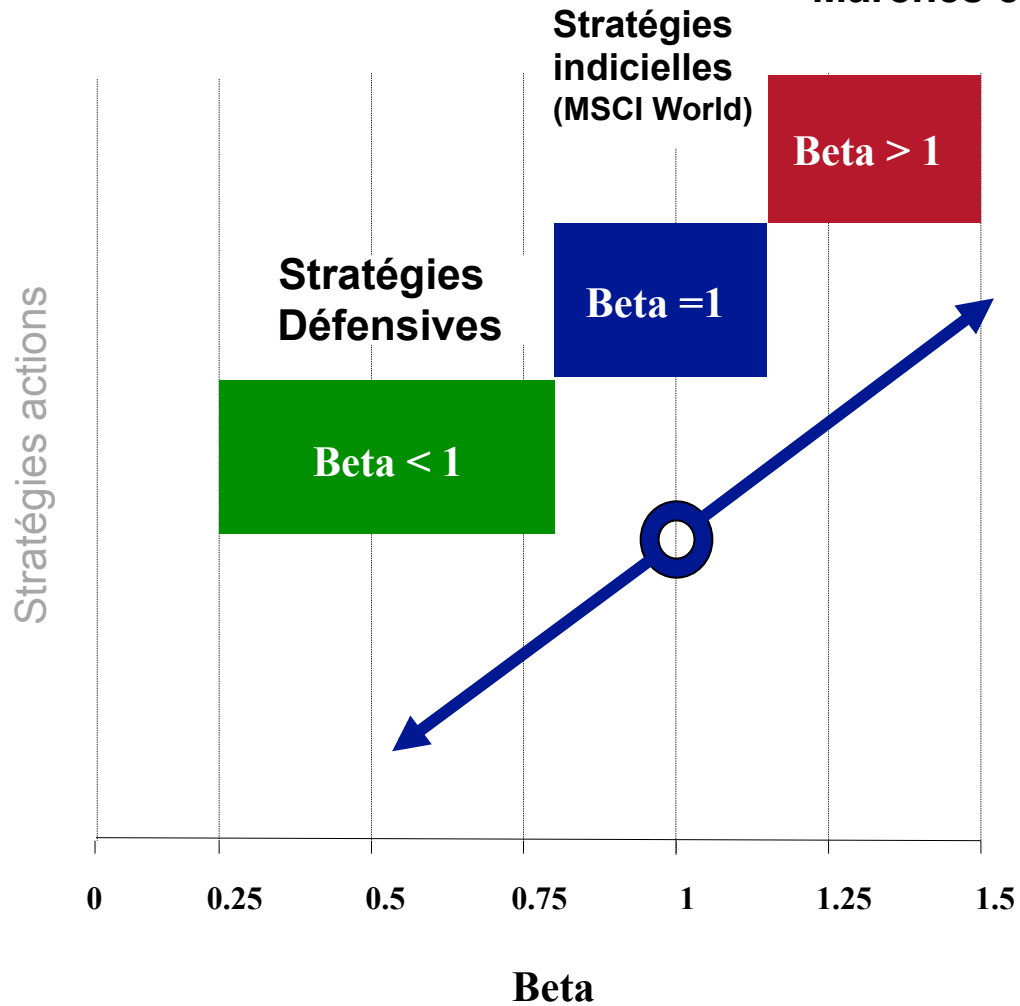 Stratégies
indicielles
(MSCI World)
Beta > 1
Stratégies
Défensives
Beta =1
Beta < 1
Stratégies actions
0 0.25 0.5 0.75 1 1.25 1.5
Beta